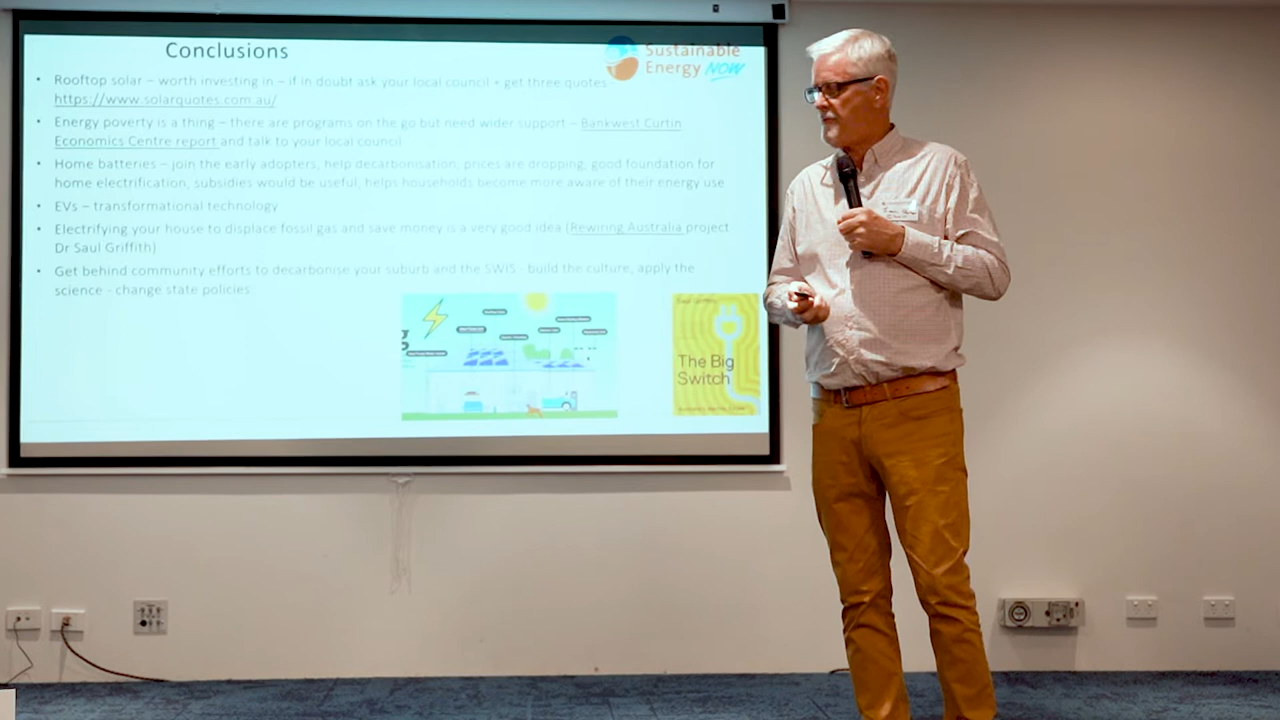 Conclusions
Sustainable
Energy NOW
• Rooftop solar – worth investing in – if in doubt ask your local council + get three quotes -
https://www.solarquotes.com.au/
• Energy poverty is a thing – there are programs on the go but need wider support – Bankwest Curtin
Economics Centre report and talk to your local council
• Home batteries – join the early adopters, help decarbonisation, prices are dropping, good foundation for
home electrification, subsidies would be useful, helps households become more aware of their energy use
• EVs – transformational technology
• Electrifying your house to displace fossil gas and save money is a very good idea (Rewiring Australia project
Dr Saul Griffith)
• Get behind community efforts to decarbonise your suburb and the SWIS - build the culture, apply the
science - change state policies
Saul Griffith
The Big
Switch